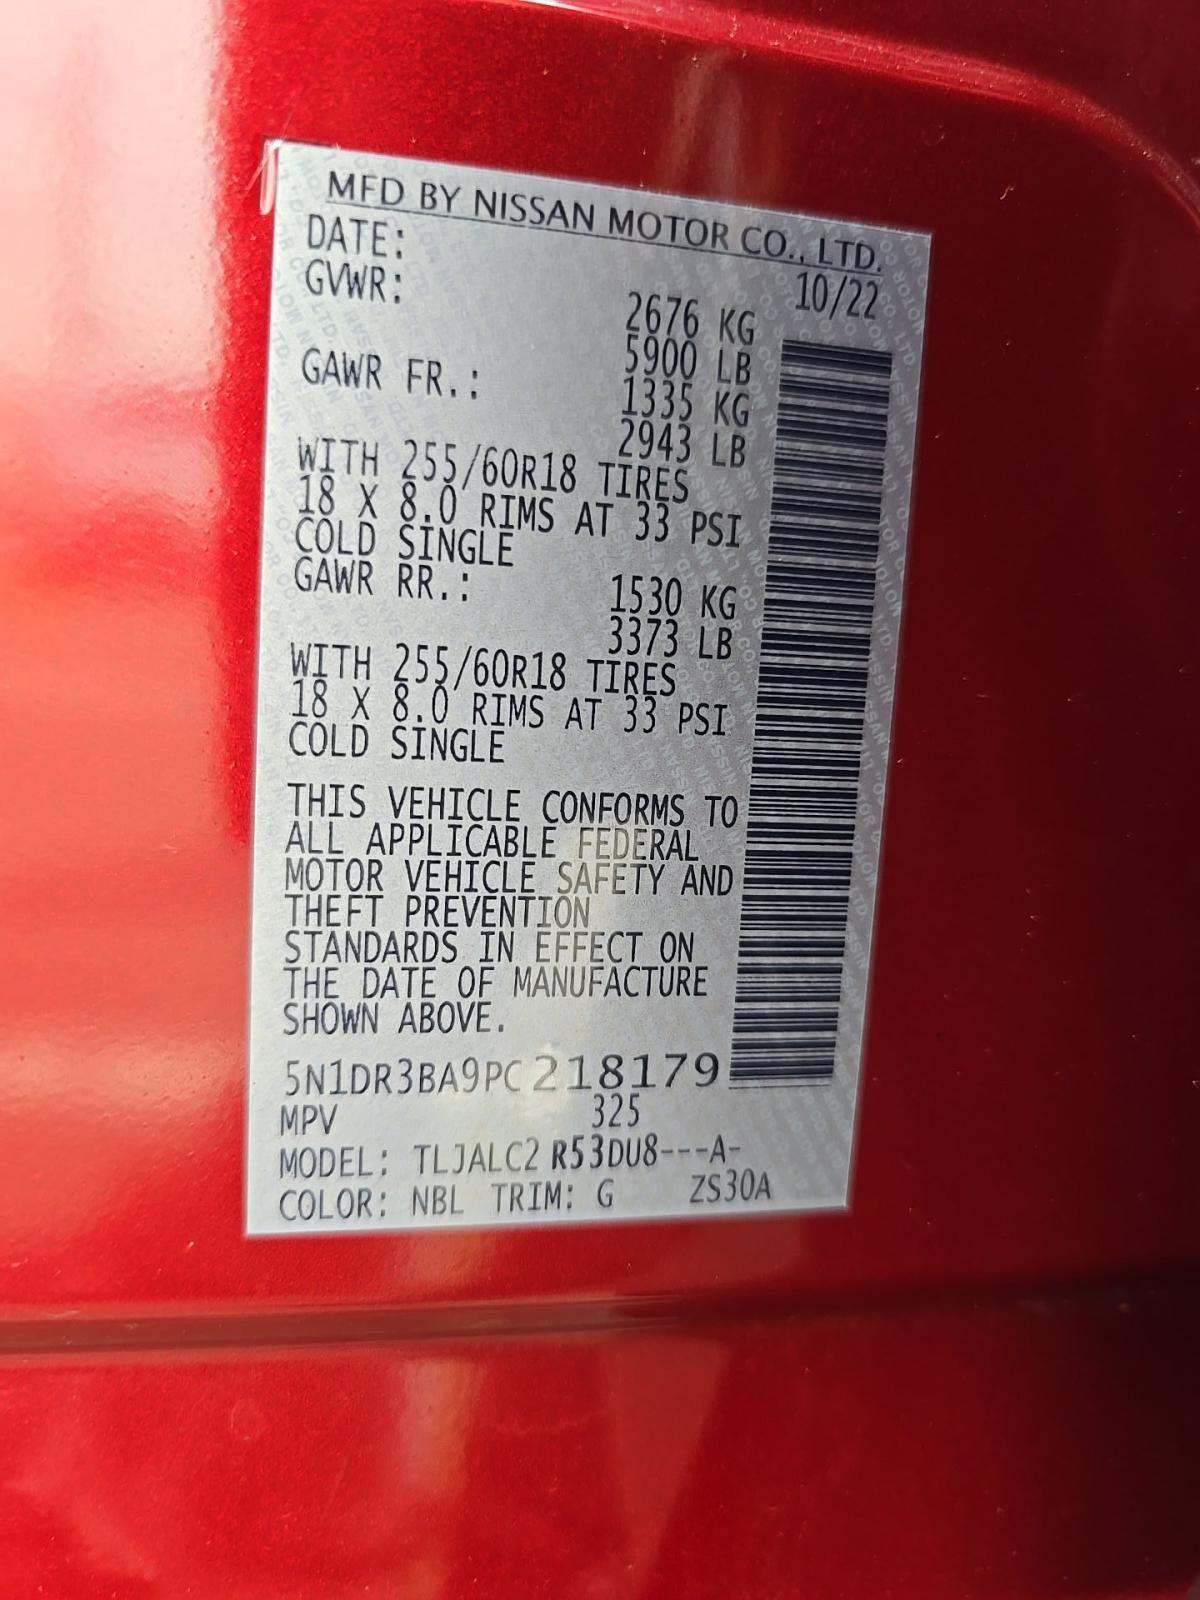 MFD BY NISSAN MOTOR CO., LTD.
DATE: 10/22
GVWR: 2676 KG
5900 LB
GAWR FR.: 1335 KG
2943 LB
WITH 255/60R18 TIRES
18 X 8.0 RIMS AT 33 PSI
COLD SINGLE
GAWR RR.: 1530 KG
3373 LB
WITH 255/60R18 TIRES
18 X 8.0 RIMS AT 33 PSI
COLD SINGLE
THIS VEHICLE CONFORMS TO
ALL APPLICABLE FEDERAL
MOTOR VEHICLE SAFETY AND
THEFT PREVENTION
STANDARDS IN EFFECT ON
THE DATE OF MANUFACTURE
SHOWN ABOVE.
5N1DR3BA9PC218179
MPV 325
MODEL: TLJALC2 R53DU8---A-
COLOR: NBL TRIM: G ZS30A